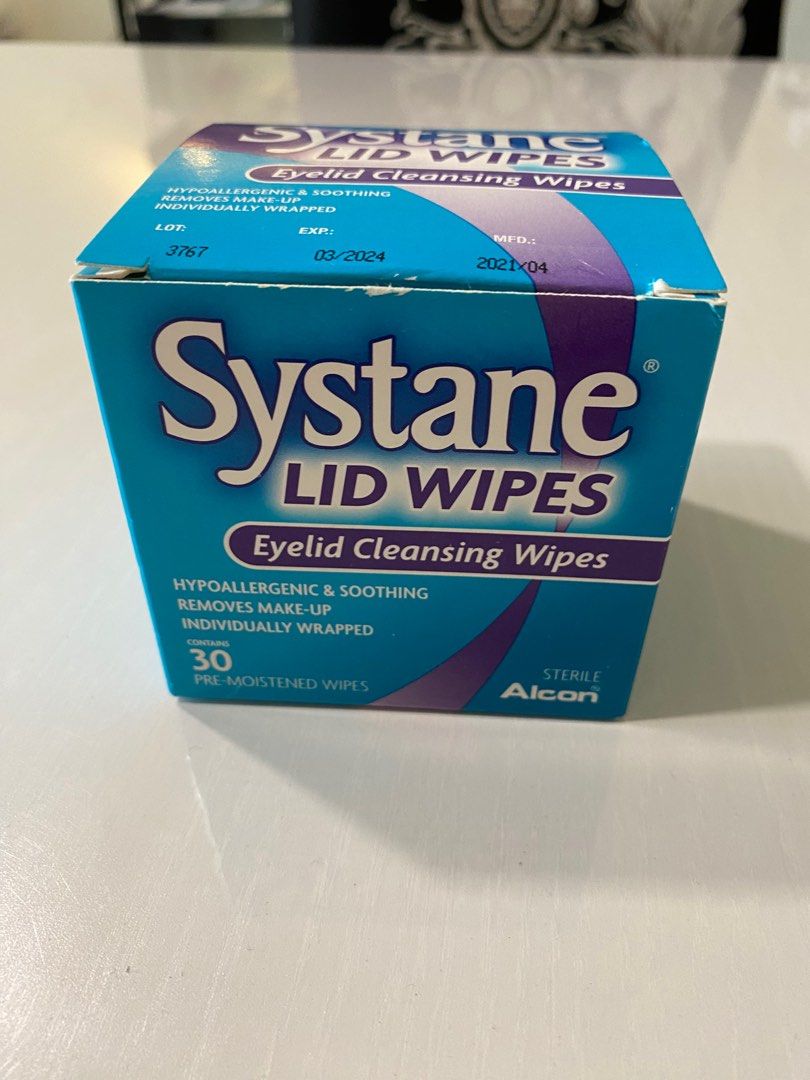 Systane
LID WIPES
Eyelid Cleansing Wipes
HYPOALLERGENIC & SOOTHING
REMOVES MAKE-UP
INDIVIDUALLY WRAPPED
LOT: EXP.: MFD.:
3767 03/2024 2021/04
Systane®
LID WIPES
Eyelid Cleansing Wipes
HYPOALLERGENIC & SOOTHING
REMOVES MAKE-UP
INDIVIDUALLY WRAPPED
CONTAINS
30
PRE-MOISTENED WIPES
STERILE
Alcon®